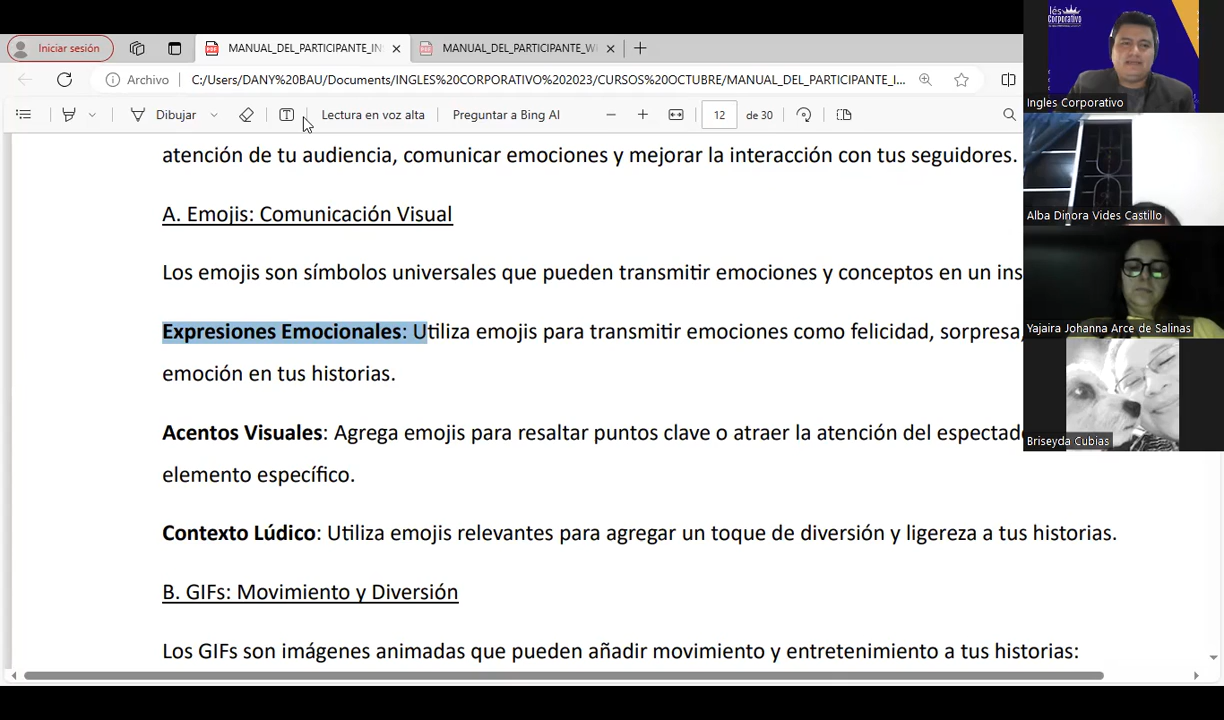 Iniciar sesión
MANUAL_DEL_PARTICIPANTE_IN
MANUAL_DEL_PARTICIPANTE_W
Archivo
C:/Users/DANY%20BAU/Documents/INGLES%20CORPORATIVO%202023/CURSOS%20OCTUBRE/MANUAL_DEL_PARTICIPANTE_I...
Dibujar
Lectura en voz alta
Preguntar a Bing AI
12
de 30
atención de tu audiencia, comunicar emociones y mejorar la interacción con tus seguidores.
A. Emojis: Comunicación Visual
Los emojis son símbolos universales que pueden transmitir emociones y conceptos en un ins
Expresiones Emocionales: Utiliza emojis para transmitir emociones como felicidad, sorpresa,
emoción en tus historias.
Acentos Visuales: Agrega emojis para resaltar puntos clave o atraer la atención del espectado
elemento específico.
Contexto Lúdico: Utiliza emojis relevantes para agregar un toque de diversión y ligereza a tus historias.
B. GIFs: Movimiento y Diversión
Los GIFs son imágenes animadas que pueden añadir movimiento y entretenimiento a tus historias:
lés
Corporativo
Ingles Corporativo
Alba Dinora Vides Castillo
Yajaira Johanna Arce de Salinas
Briseyda Cubias